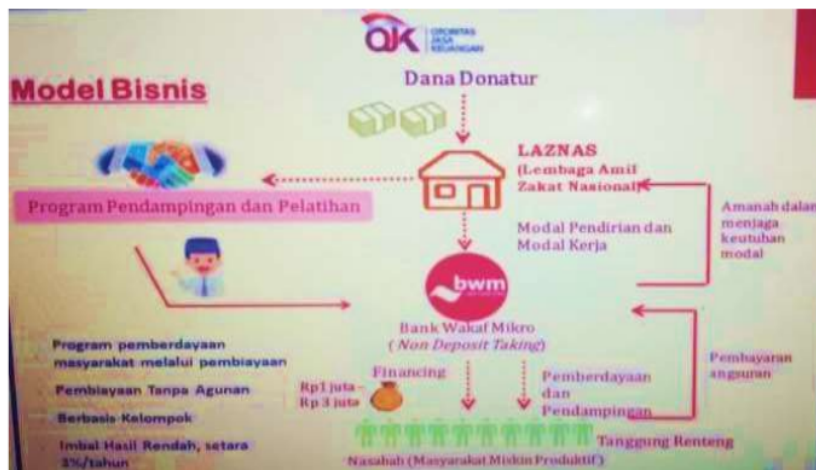 OJK OTORITAS
JASA
KEUANGAN
Model Bisnis
Dana Donatur
LAZNAS
(Lembaga Amil
Zakat Nasional)
Program Pendampingan dan Pelatihan
Modal Pendirian dan
Modal Kerja
Amanah dalam
menjaga
keutuhan
modal
bwm
Bank Wakaf Mikro
(Non Deposit Taking)
Program pemberdayaan
masyarakat melalui pembiayaan
Pembiayaan Tanpa Agunan
Berbasis Kelompok
Imbal Hasil Rendah, setara
3%/tahun
Financing
Rp1 juta -
Rp 3 juta
Pemberdayaan
dan
Pendampingan
Pembayaran
angsuran
Tanggung Renteng
Nasabah (Masyarakat Miskin Produktif)